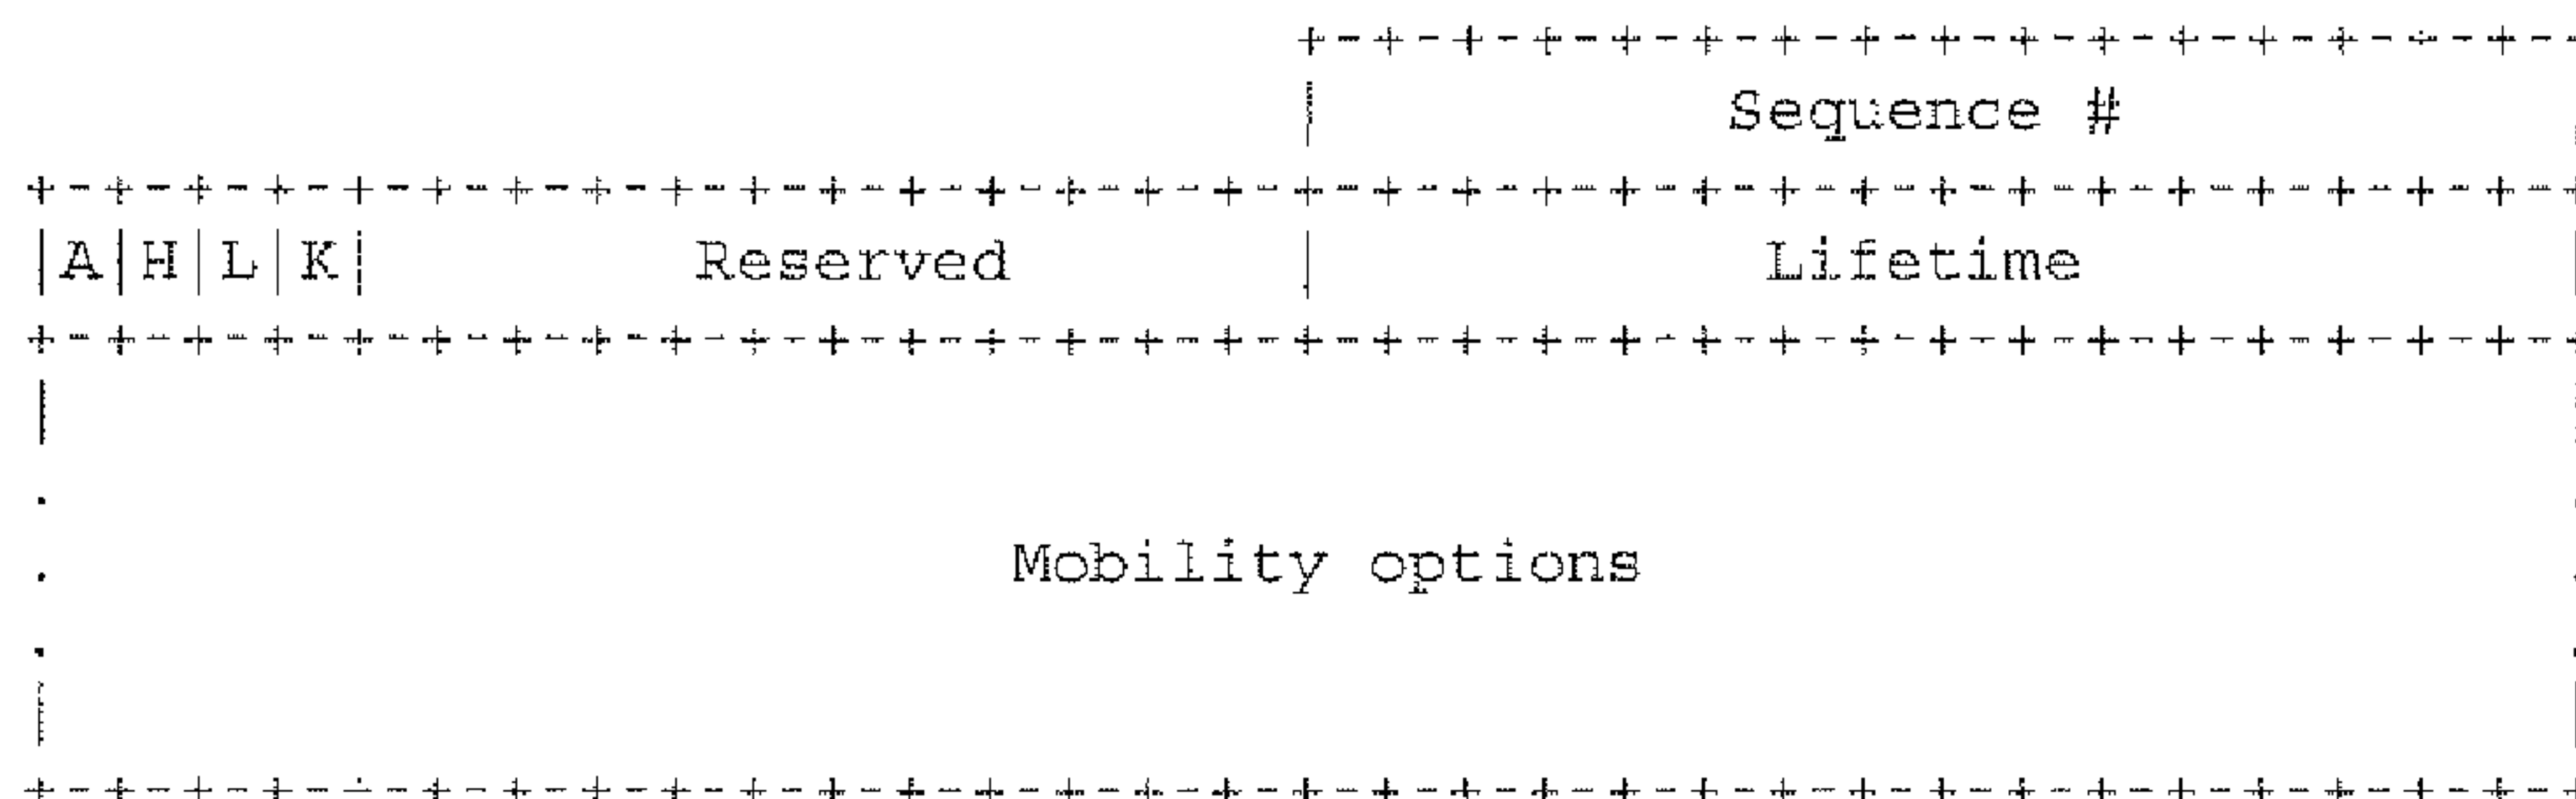 +-+-+-+-+-+-+-+-+-+-+-+-+-+-+-+-
| Sequence #
+-+-+-+-+-+-+-+-+-+-+-+-+-+-+-+-+-+-+-+-+-+-+-+-+-+-+-+-+-+-+-+-+
|A|H|L|K| Reserved | Lifetime |
+-+-+-+-+-+-+-+-+-+-+-+-+-+-+-+-+-+-+-+-+-+-+-+-+-+-+-+-+-+-+-+-+
| |
. .
. Mobility options .
. .
| |
+-+-+-+-+-+-+-+-+-+-+-+-+-+-+-+-+-+-+-+-+-+-+-+-+-+-+-+-+-+-+-+-+